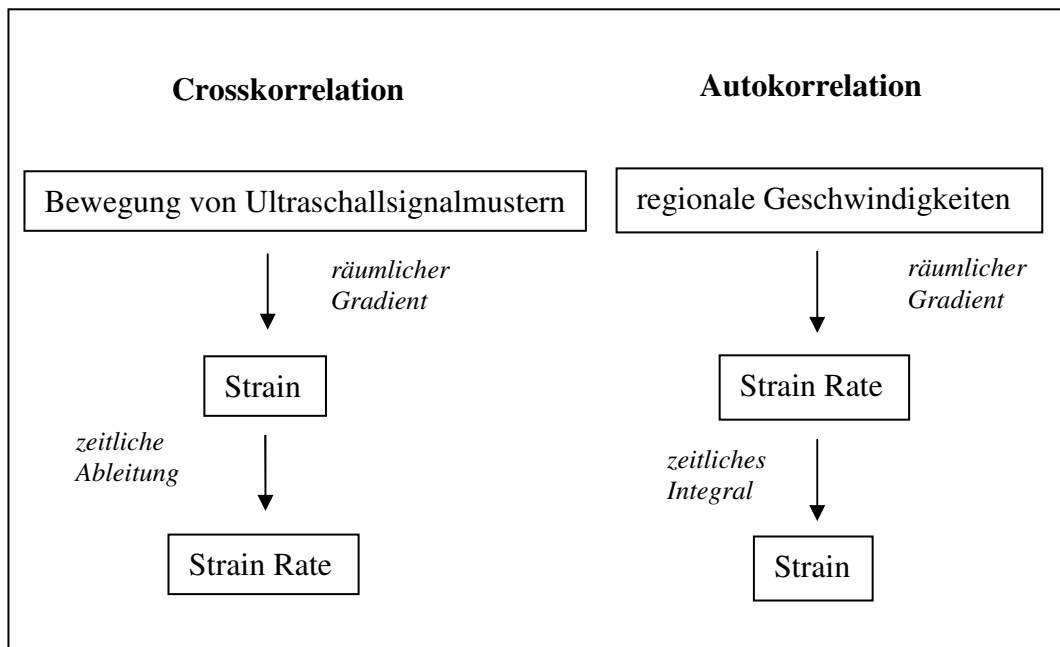 Crosskorrelation
Bewegung von Ultraschallsignalmustern
räumlicher
Gradient
Strain
zeitliche
Ableitung
Strain Rate
Autokorrelation
regionale Geschwindigkeiten
räumlicher
Gradient
Strain Rate
zeitliches
Integral
Strain